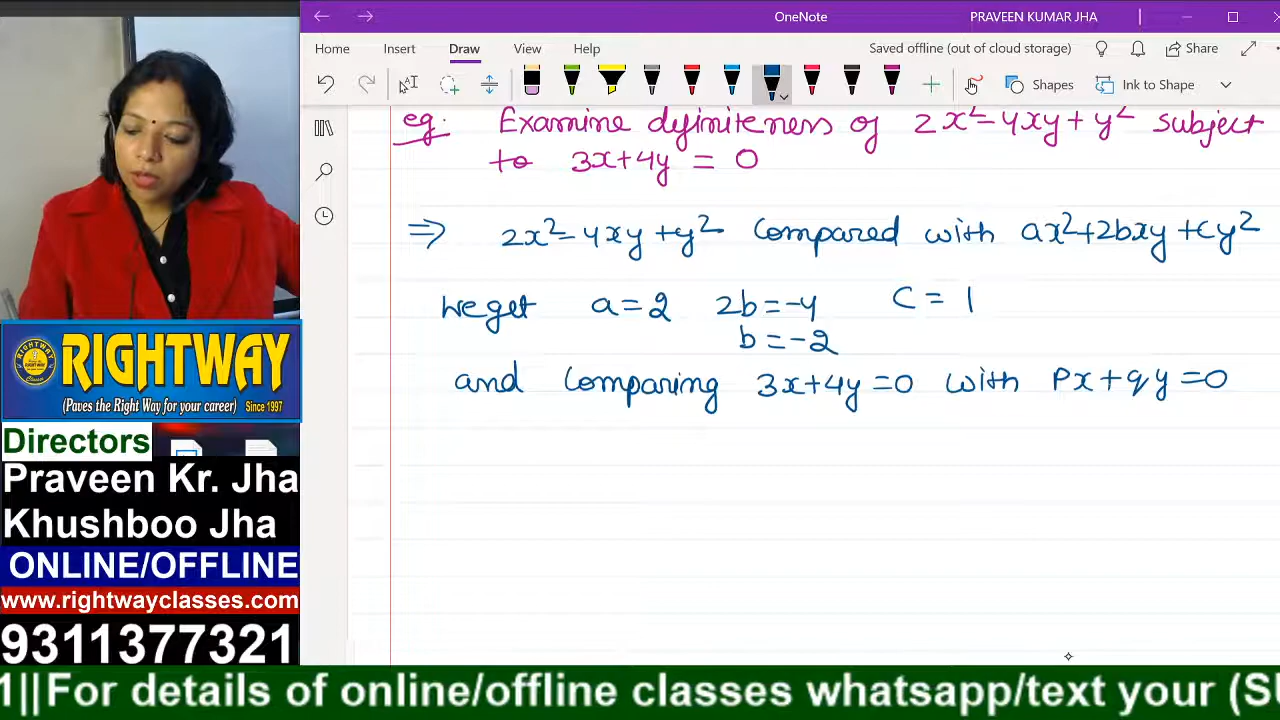 OneNote
PRAVEEN KUMAR JHA
Home Insert Draw View Help
Saved offline (out of cloud storage)
Share
Shapes
Ink to Shape
eg. Examine definiteness of 2x²-4xy+y² subject
to 3x+4y = 0
⇒ 2x²-4xy+y² Compared with ax²+2bxy+cy²
we get a=2 2b=-4 C = 1
b=-2
and Comparing 3x+4y=0 with Px+qy=0
RIGHTWAY
(Paves the Right Way for your career) Since 1997
Directors
Praveen Kr. Jha
Khushboo Jha
ONLINE/OFFLINE
www.rightwayclasses.com
9311377321
1||For details of online/offline classes whatsapp/text your (S